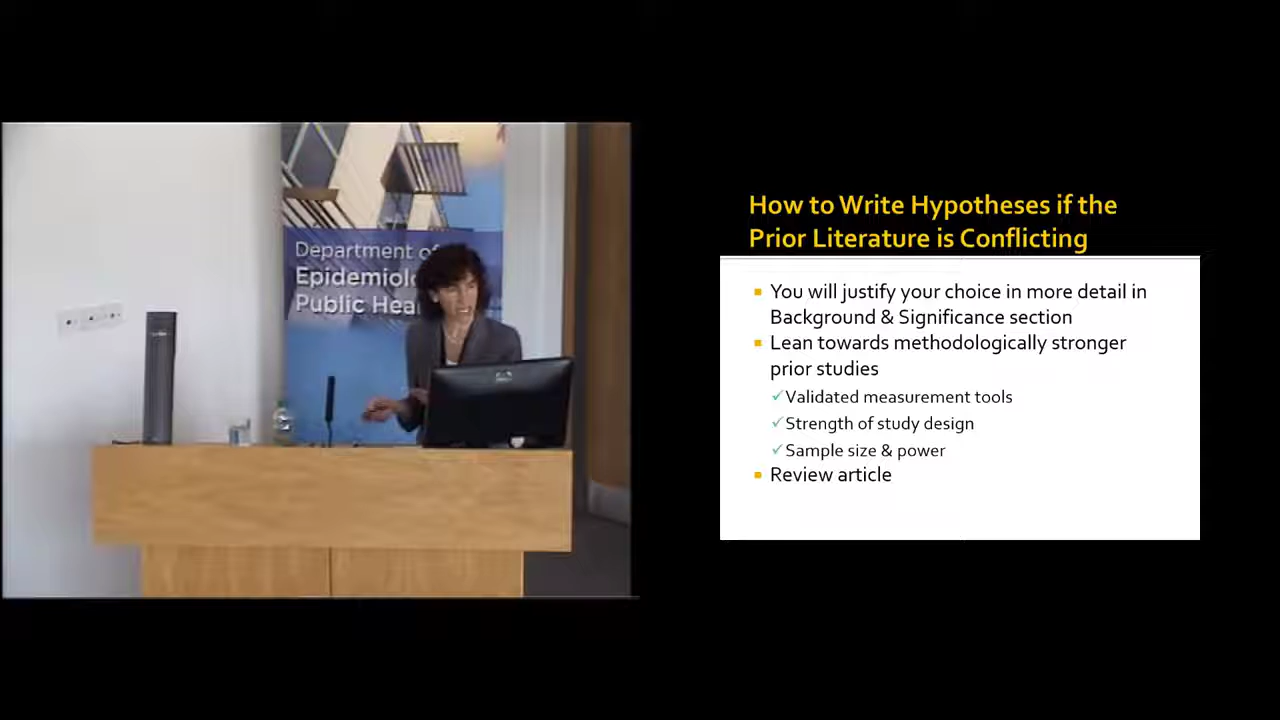 Department of
Epidemiol
Public Hea
How to Write Hypotheses if the
Prior Literature is Conflicting
You will justify your choice in more detail in
Background & Significance section
Lean towards methodologically stronger
prior studies
✓Validated measurement tools
✓Strength of study design
✓Sample size & power
Review article